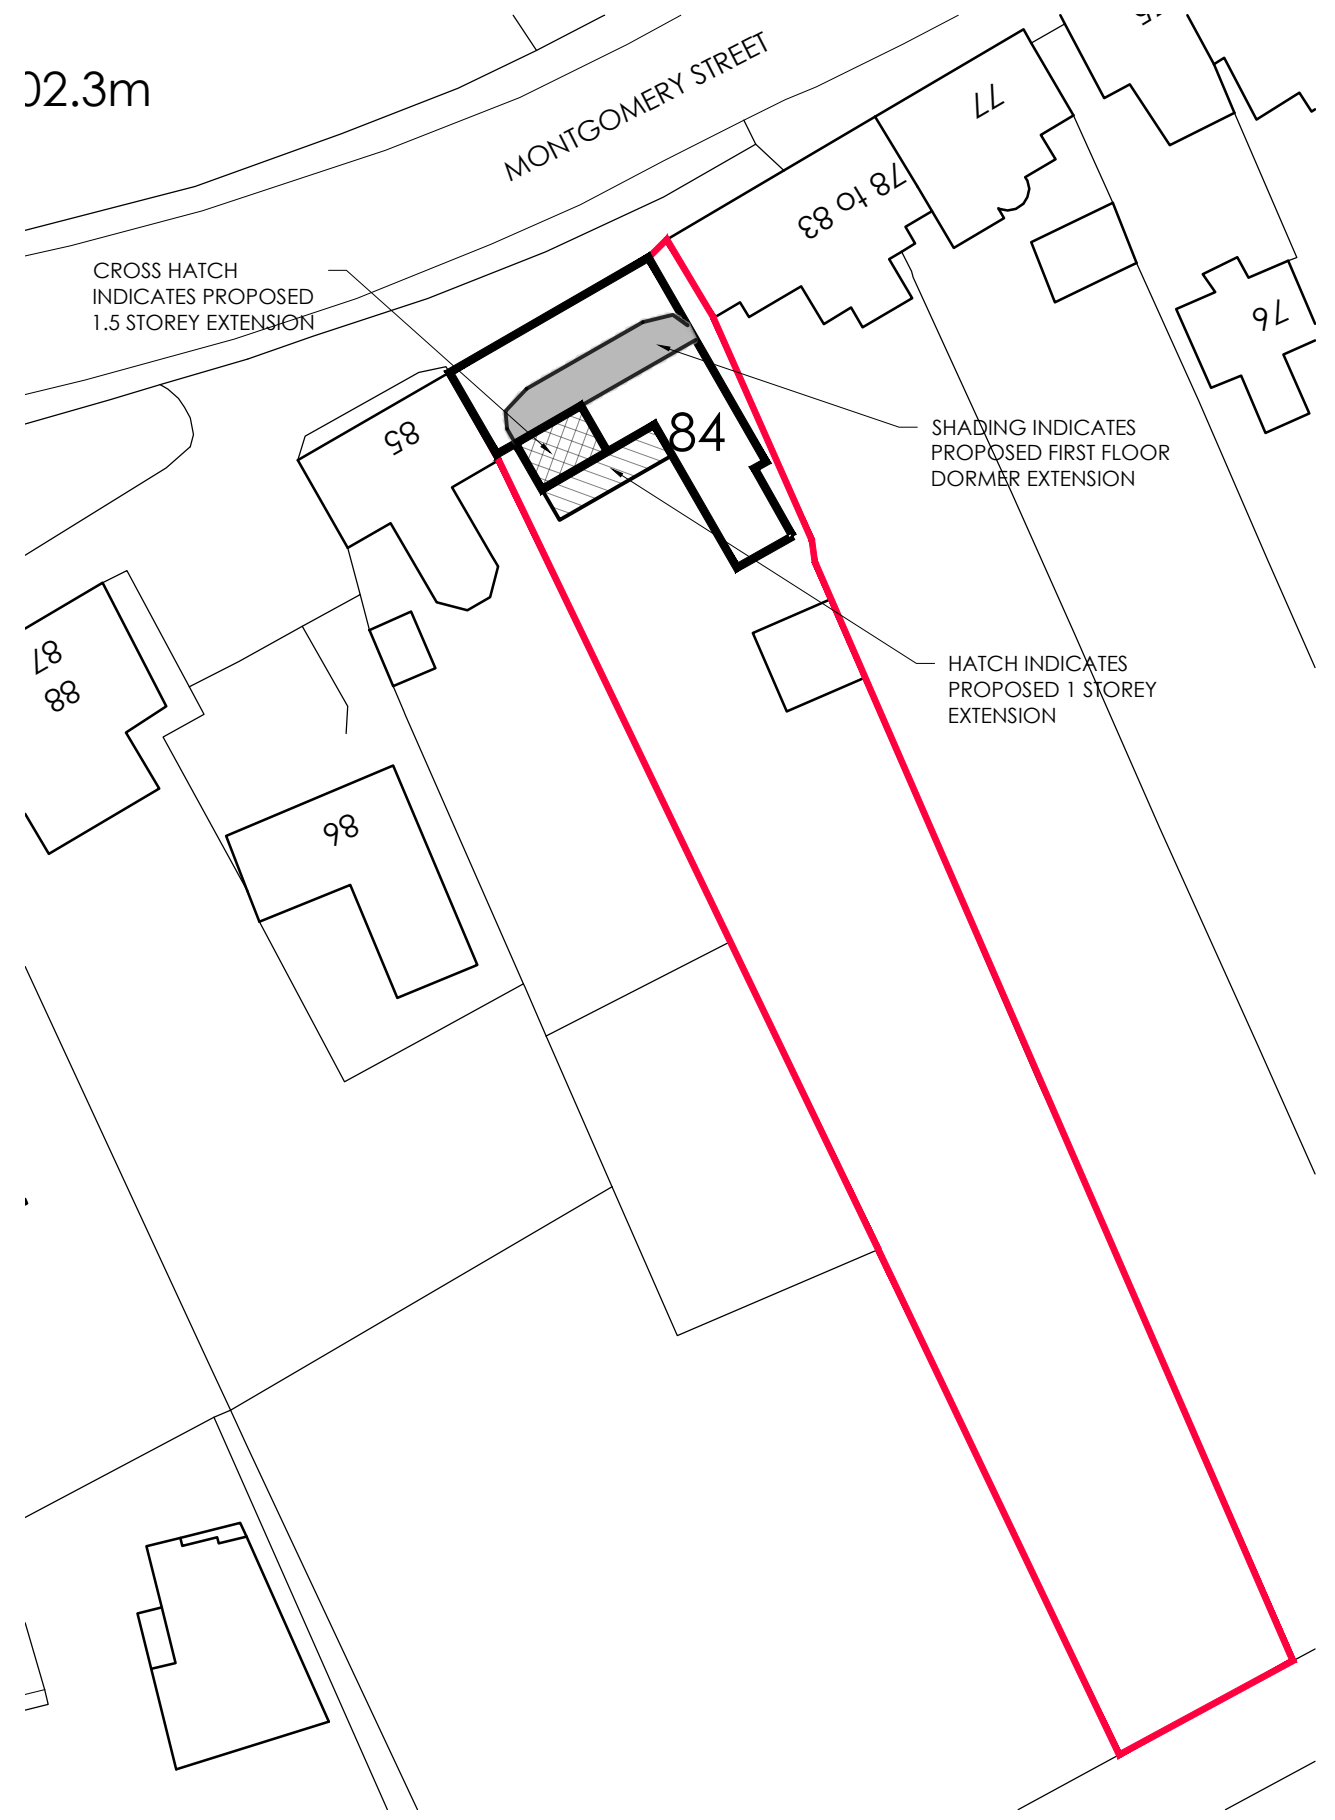 02.3m
MONTGOMERY STREET
77
78 to 83
CROSS HATCH
INDICATES PROPOSED
1.5 STOREY EXTENSION
76
85
84
SHADING INDICATES
PROPOSED FIRST FLOOR
DORMER EXTENSION
87
88
HATCH INDICATES
PROPOSED 1 STOREY
EXTENSION
86